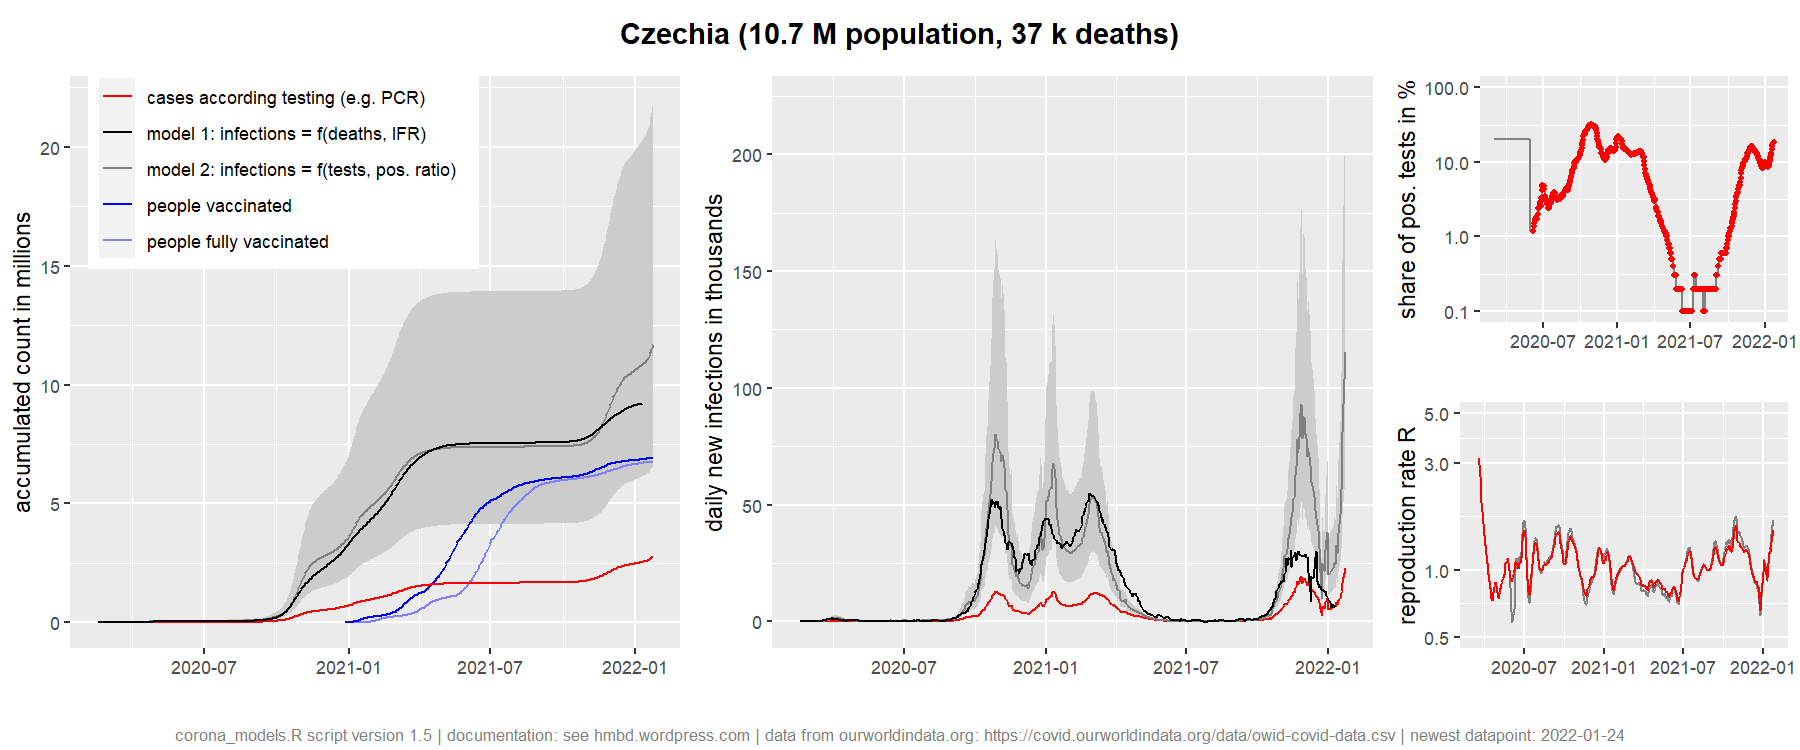 Czechia (10.7 M population, 37 k deaths)
accumulated count in millions
20
15
10
5
0
cases according testing (e.g. PCR)
model 1: infections = f(deaths, IFR)
model 2: infections = f(tests, pos. ratio)
people vaccinated
people fully vaccinated
2020-07 2021-01 2021-07 2022-01
daily new infections in thousands
200
150
100
50
0
2020-07 2021-01 2021-07 2022-01
share of pos. tests in %
100.0
10.0
1.0
0.1
2020-07 2021-01 2021-07 2022-01
reproduction rate R
5.0
3.0
1.0
0.5
2020-07 2021-01 2021-07 2022-01
corona_models.R script version 1.5 | documentation: see hmbd.wordpress.com | data from ourworldindata.org: https://covid.ourworldindata.org/data/owid-covid-data.csv | newest datapoint: 2022-01-24